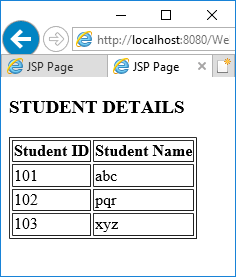 http://localhost:8080/We
JSP Page JSP Page
STUDENT DETAILS
Student ID Student Name
101 abc
102 pqr
103 xyz